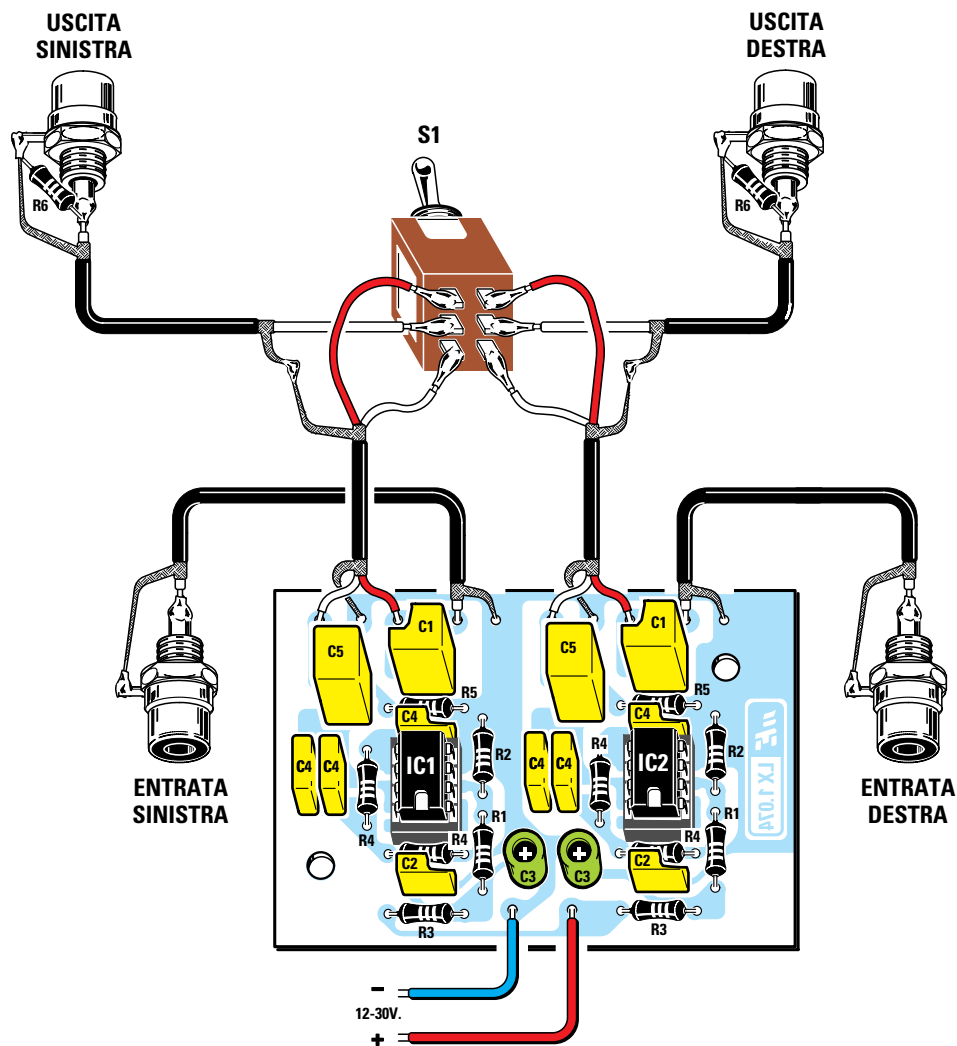 USCITA
SINISTRA
USCITA
DESTRA
S1
R6
R6
C5
C1
C5
C1
R5
R5
C4
C4
C4
C4
R4
IC1
R2
C4
C4
R4
IC2
R2
R4
R1
R4
R4
R1
C2
C3
C3
C2
R3
R3
LX 1.074
ENTRATA
SINISTRA
ENTRATA
DESTRA
-
12-30V.
+